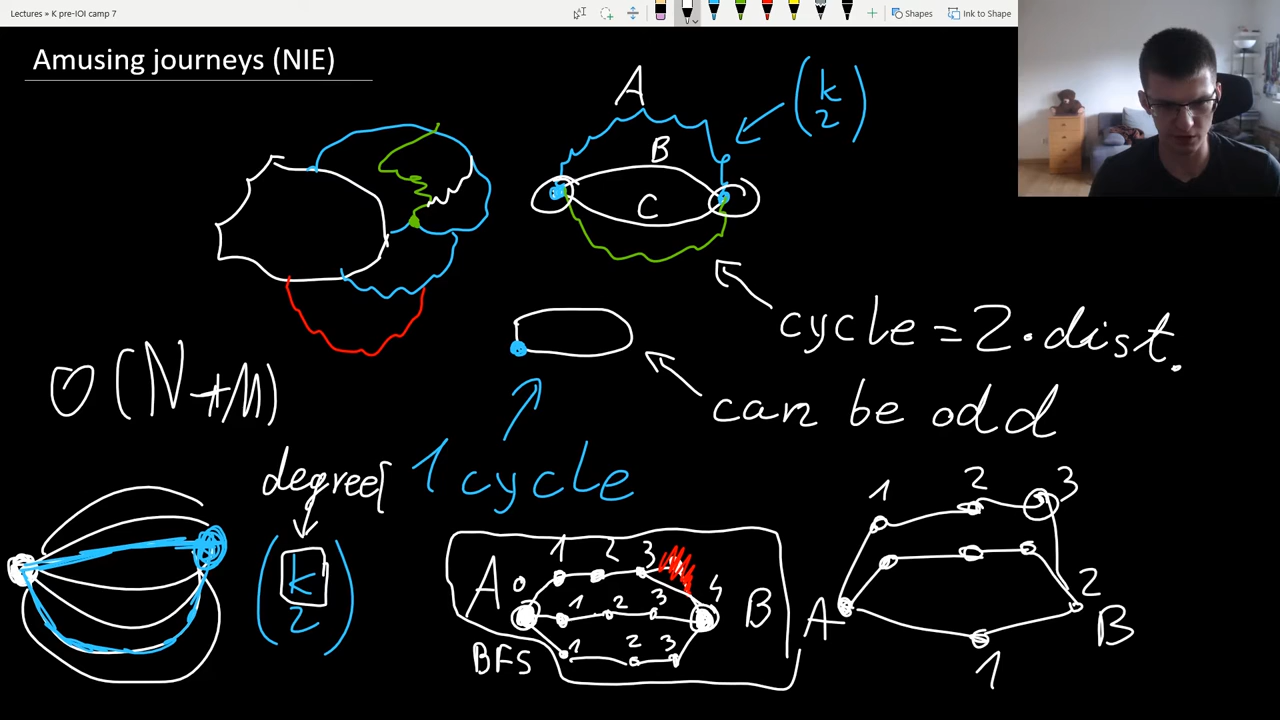 Lectures » K pre-IOI camp 7
Shapes
Ink to Shape
Amusing journeys (NIE)
A
B
C
(k 2)
cycle = 2·dist.
can be odd
O(N+M)
1 cycle
degree
(k 2)
A 0 1 2 3 4 B
1 2 3
1 2 3
BFS
1 2 3
A 2 B
1